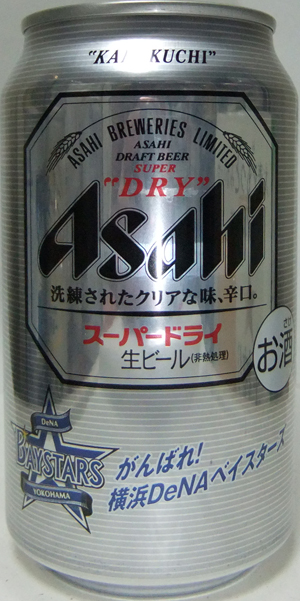 "KARAKUCHI"
ASAHI BREWERIES LIMITED
ASAHI
DRAFT BEER
SUPER
"DRY"
Asahi
洗練されたクリアな味、辛口。
スーパードライ
生ビール(非熱処理)
さけ
お酒
DeNA
BAYSTARS
YOKOHAMA
がんばれ!
横浜DeNAベイスターズ